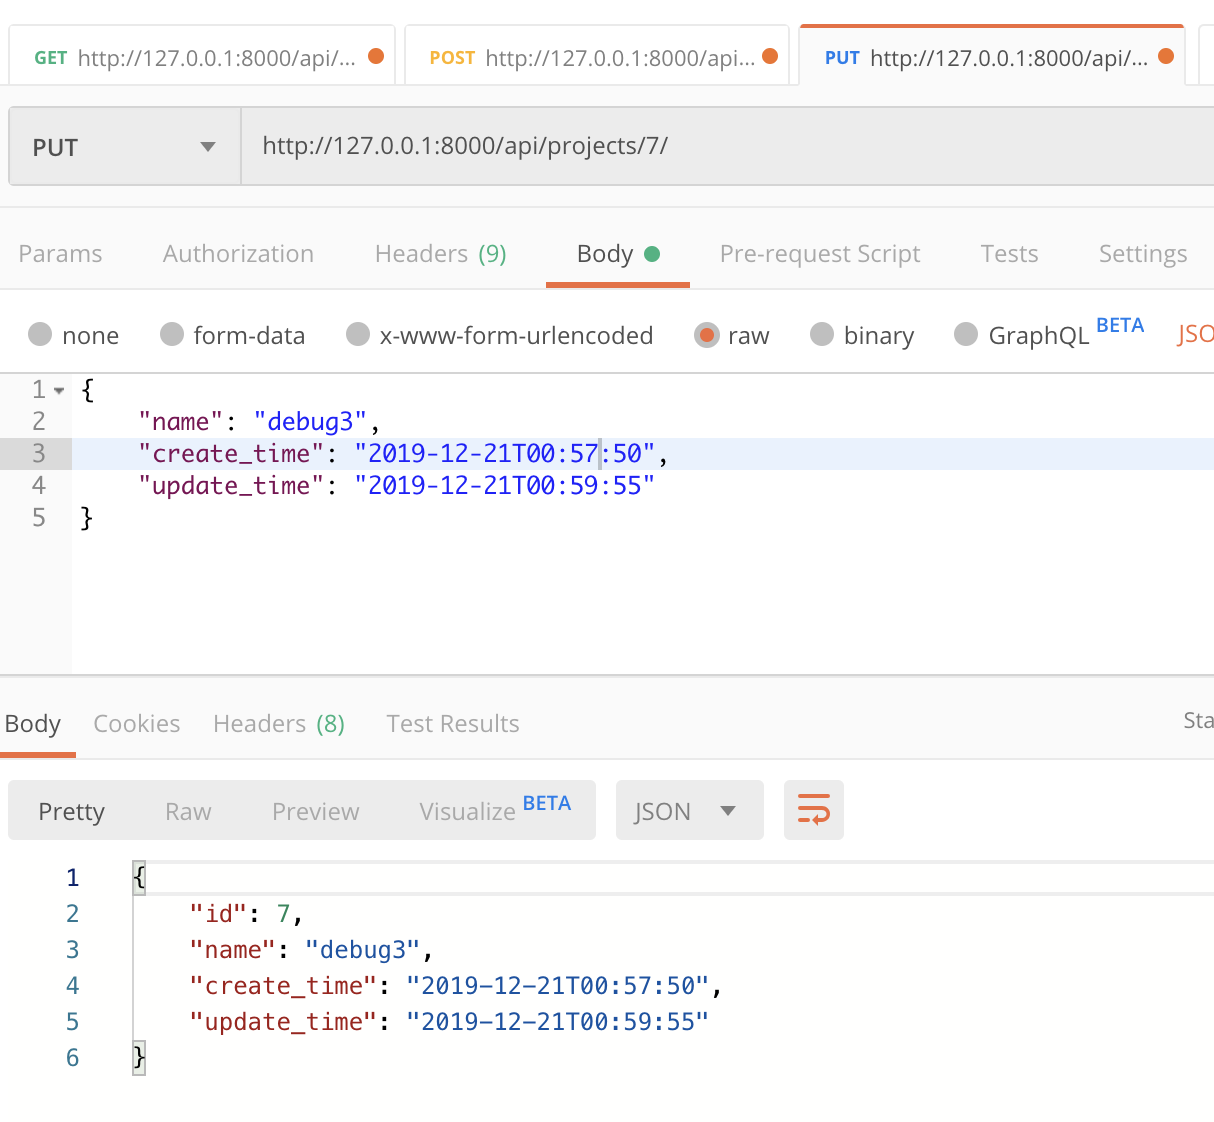 GET http://127.0.0.1:8000/api/... POST http://127.0.0.1:8000/api... PUT http://127.0.0.1:8000/api/...
PUT http://127.0.0.1:8000/api/projects/7/
Params Authorization Headers (9) Body Pre-request Script Tests Settings
none form-data x-www-form-urlencoded raw binary GraphQL BETA JSO
1 {
2 "name": "debug3",
3 "create_time": "2019-12-21T00:57:50",
4 "update_time": "2019-12-21T00:59:55"
5 }
Body Cookies Headers (8) Test Results Sta
Pretty Raw Preview Visualize BETA JSON
1 {
2 "id": 7,
3 "name": "debug3",
4 "create_time": "2019-12-21T00:57:50",
5 "update_time": "2019-12-21T00:59:55"
6 }